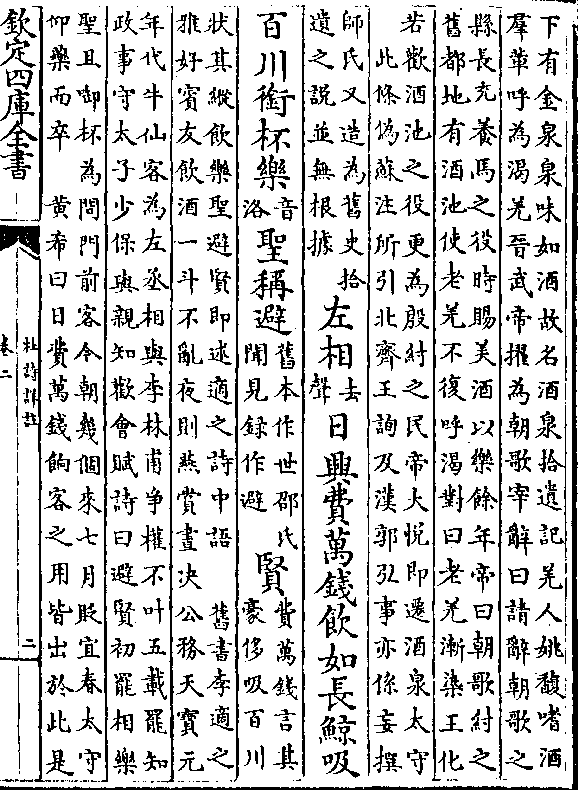 下有金泉泉味如酒故名酒泉拾遺記羌人姚馥嗜酒
羣輩呼為渴羌晉武帝擢為朝歌宰辭曰請辭朝歌之
縣長充養馬之役時賜美酒以樂餘年帝曰朝歌紂之
舊都地有酒池使老羌不復呼渴對曰老羌漸染王化
若歡酒池之役更為殷紂之民帝大悅即遷酒泉太守
此條偽蘇注所引北齊王詢及漢郭弘事亦係妄撰
師氏又造為舊史拾遺之說並無根據 左相去聲日興費萬錢飲如長鯨吸
百川銜杯樂音洛聖稱避舊本作世邵氏聞見録作避賢費萬錢言其豪侈吸百川
狀其縱飲樂聖避賢即述適之詩中語 舊書李適之
雅好賓友飲酒一斗不亂夜則燕賞晝决公務天寶元
年代牛仙客為左丞相與李林甫争權不叶五載罷知
政事守太子少保與親知歡會賦詩曰避賢初罷相樂
聖且啣杯為問門前客今朝幾個來七月貶宜春太守
仰藥而卒 黄希曰日費萬錢餉客之用皆出於此是
欽定四庫全書
杜詩詳註
卷二
二